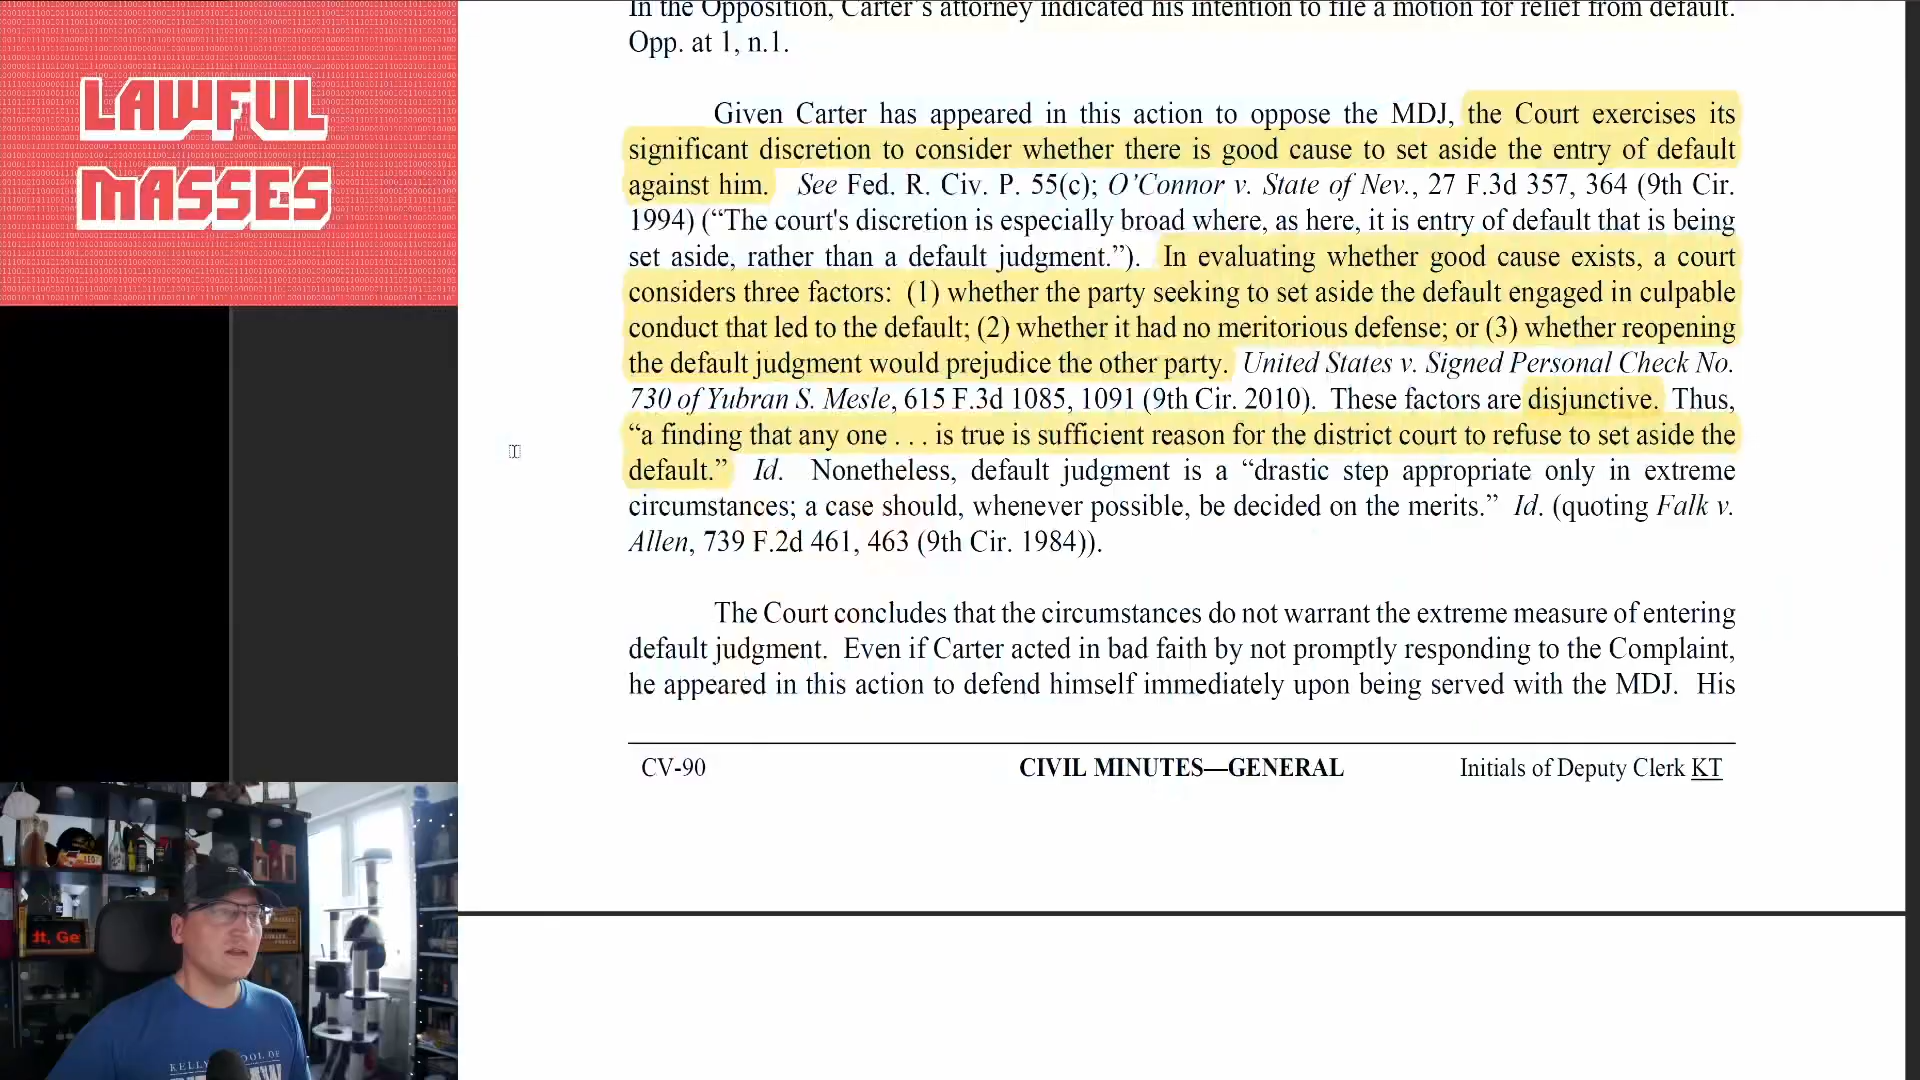 LAWFUL
MASSES
In the Opposition, Carter’s attorney indicated his intention to file a motion for relief from default.
Opp. at 1, n.1.
Given Carter has appeared in this action to oppose the MDJ, the Court exercises its
significant discretion to consider whether there is good cause to set aside the entry of default
against him. See Fed. R. Civ. P. 55(c); O’Connor v. State of Nev., 27 F.3d 357, 364 (9th Cir.
1994) (“The court's discretion is especially broad where, as here, it is entry of default that is being
set aside, rather than a default judgment.”). In evaluating whether good cause exists, a court
considers three factors: (1) whether the party seeking to set aside the default engaged in culpable
conduct that led to the default; (2) whether it had no meritorious defense; or (3) whether reopening
the default judgment would prejudice the other party. United States v. Signed Personal Check No.
730 of Yubran S. Mesle, 615 F.3d 1085, 1091 (9th Cir. 2010). These factors are disjunctive. Thus,
“a finding that any one . . . is true is sufficient reason for the district court to refuse to set aside the
default.” Id. Nonetheless, default judgment is a “drastic step appropriate only in extreme
circumstances; a case should, whenever possible, be decided on the merits.” Id. (quoting Falk v.
Allen, 739 F.2d 461, 463 (9th Cir. 1984)).
The Court concludes that the circumstances do not warrant the extreme measure of entering
default judgment. Even if Carter acted in bad faith by not promptly responding to the Complaint,
he appeared in this action to defend himself immediately upon being served with the MDJ. His
CV-90 CIVIL MINUTES—GENERAL Initials of Deputy Clerk KT
dt, Ge